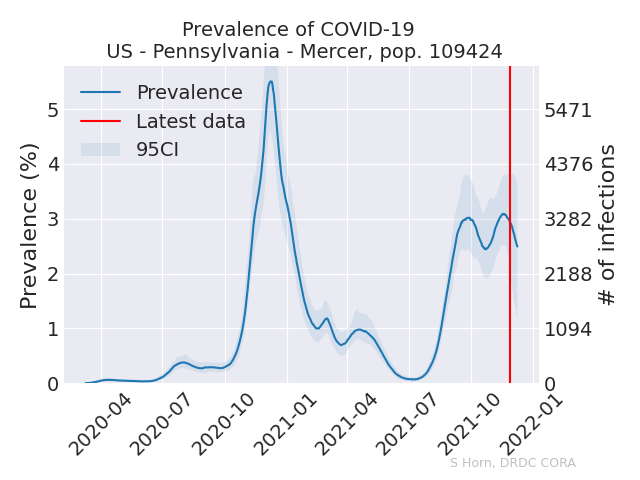 Prevalence of COVID-19
US - Pennsylvania - Mercer, pop. 109424
Prevalence
Latest data
95CI
Prevalence (%)
5
4
3
2
1
0
5471
4376
3282
2188
1094
0
# of infections
2020-04
2020-07
2020-10
2021-01
2021-04
2021-07
2021-10
2022-01
S Horn, DRDC CORA